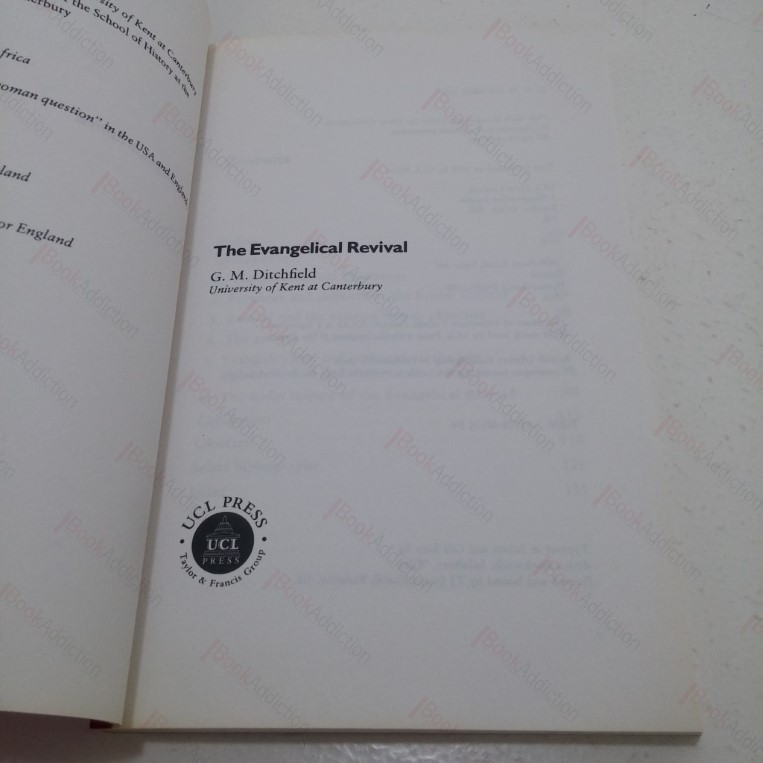 sity of Kent at Canterbury
the School of History at the
terbury
frica
oman question" in the USA and England
land
or England
The Evangelical Revival
G. M. Ditchfield
University of Kent at Canterbury
UCL PRESS
UCL
PRESS
Taylor & Francis Group
iBookAddiction